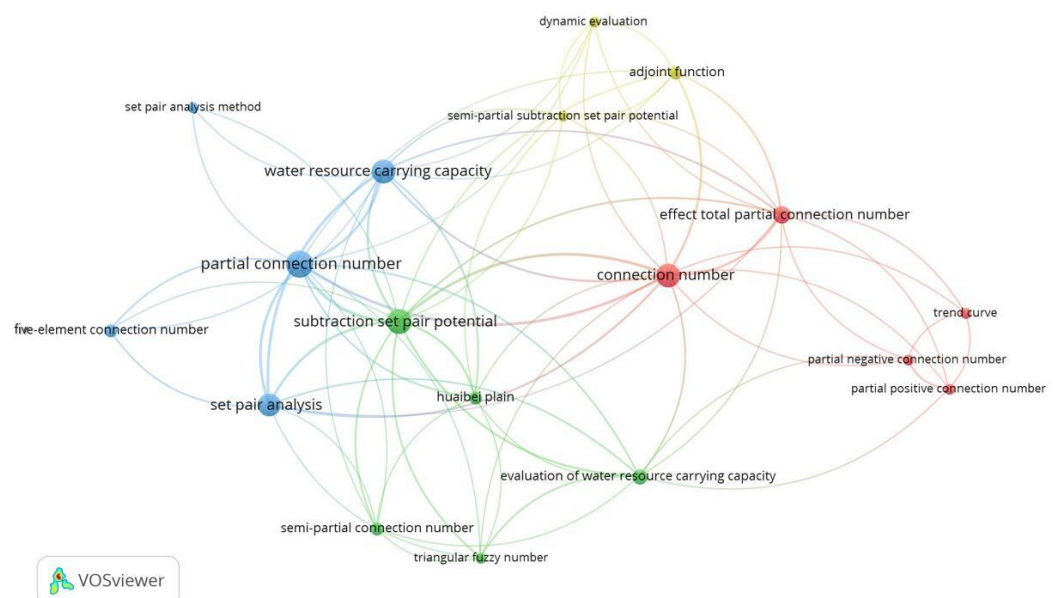 dynamic evaluation
adjoint function
set pair analysis method
semi-partial subtraction set pair potential
water resource carrying capacity
effect total partial connection number
partial connection number
connection number
trend curve
subtraction set pair potential
five-element connection number
partial negative connection number
partial positive connection number
huaibei plain
set pair analysis
evaluation of water resource carrying capacity
semi-partial connection number
triangular fuzzy number
VOSviewer